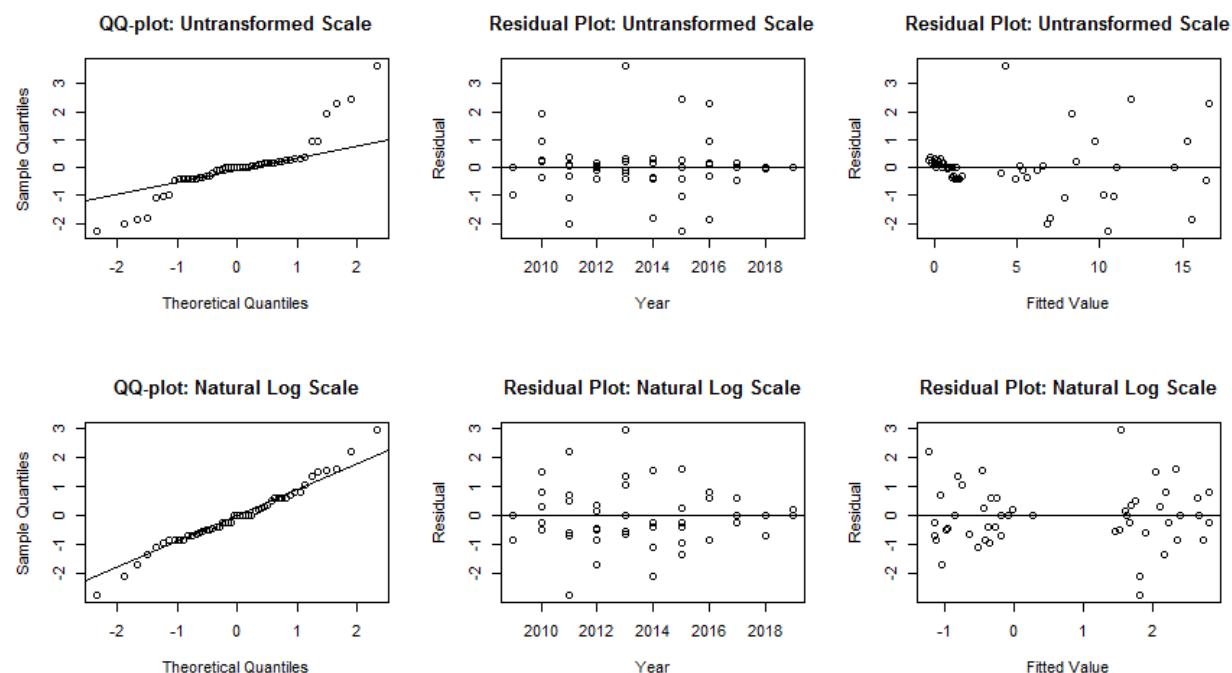 QQ-plot: Untransformed Scale
Sample Quantiles
3
2
1
0
-1
-2
-2 -1 0 1 2
Theoretical Quantiles
Residual Plot: Untransformed Scale
Residual
3
2
1
0
-1
-2
2010 2012 2014 2016 2018
Year
Residual Plot: Untransformed Scale
Residual
3
2
1
0
-1
-2
0 5 10 15
Fitted Value
QQ-plot: Natural Log Scale
Sample Quantiles
3
2
1
0
-1
-2
-2 -1 0 1 2
Theoretical Quantiles
Residual Plot: Natural Log Scale
Residual
3
2
1
0
-1
-2
2010 2012 2014 2016 2018
Year
Residual Plot: Natural Log Scale
Residual
3
2
1
0
-1
-2
-1 0 1 2
Fitted Value